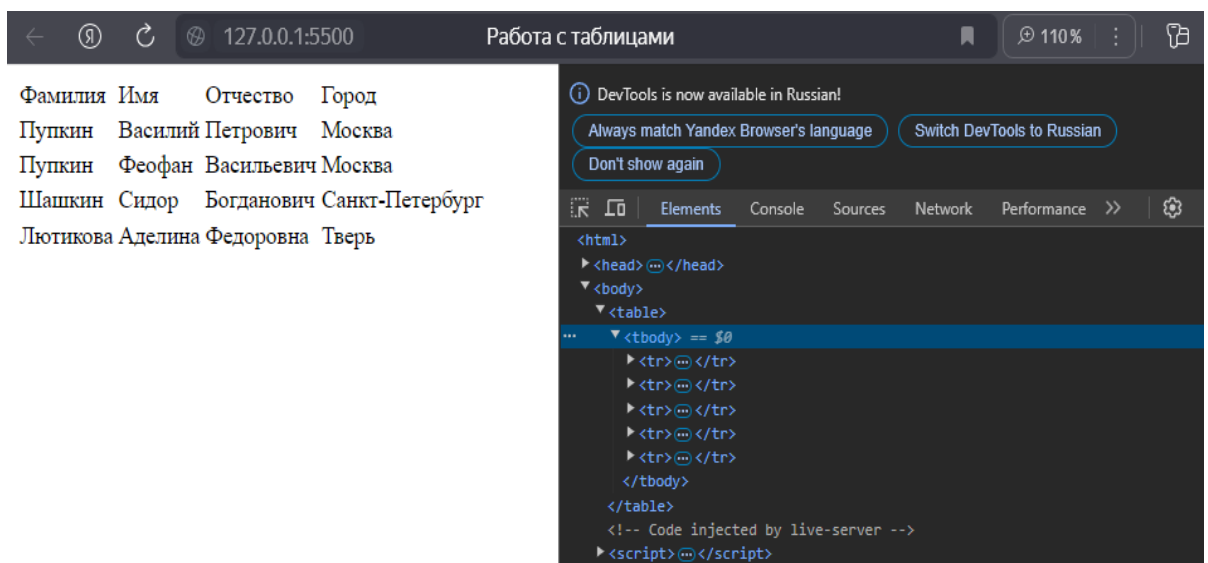 Я 127.0.0.1:5500 Работа с таблицами 110 %
Фамилия Имя Отчество Город
Пупкин Василий Петрович Москва
Пупкин Феофан Васильевич Москва
Шашкин Сидор Богданович Санкт-Петербург
Лютикова Аделина Федоровна Тверь
DevTools is now available in Russian!
Always match Yandex Browser's language Switch DevTools to Russian
Don't show again
Elements Console Sources Network Performance
<html>
<head>…</head>
<body>
<table>
… <tbody> == $0
<tr>…</tr>
<tr>…</tr>
<tr>…</tr>
<tr>…</tr>
<tr>…</tr>
</tbody>
</table>
<!-- Code injected by live-server -->
<script>…</script>